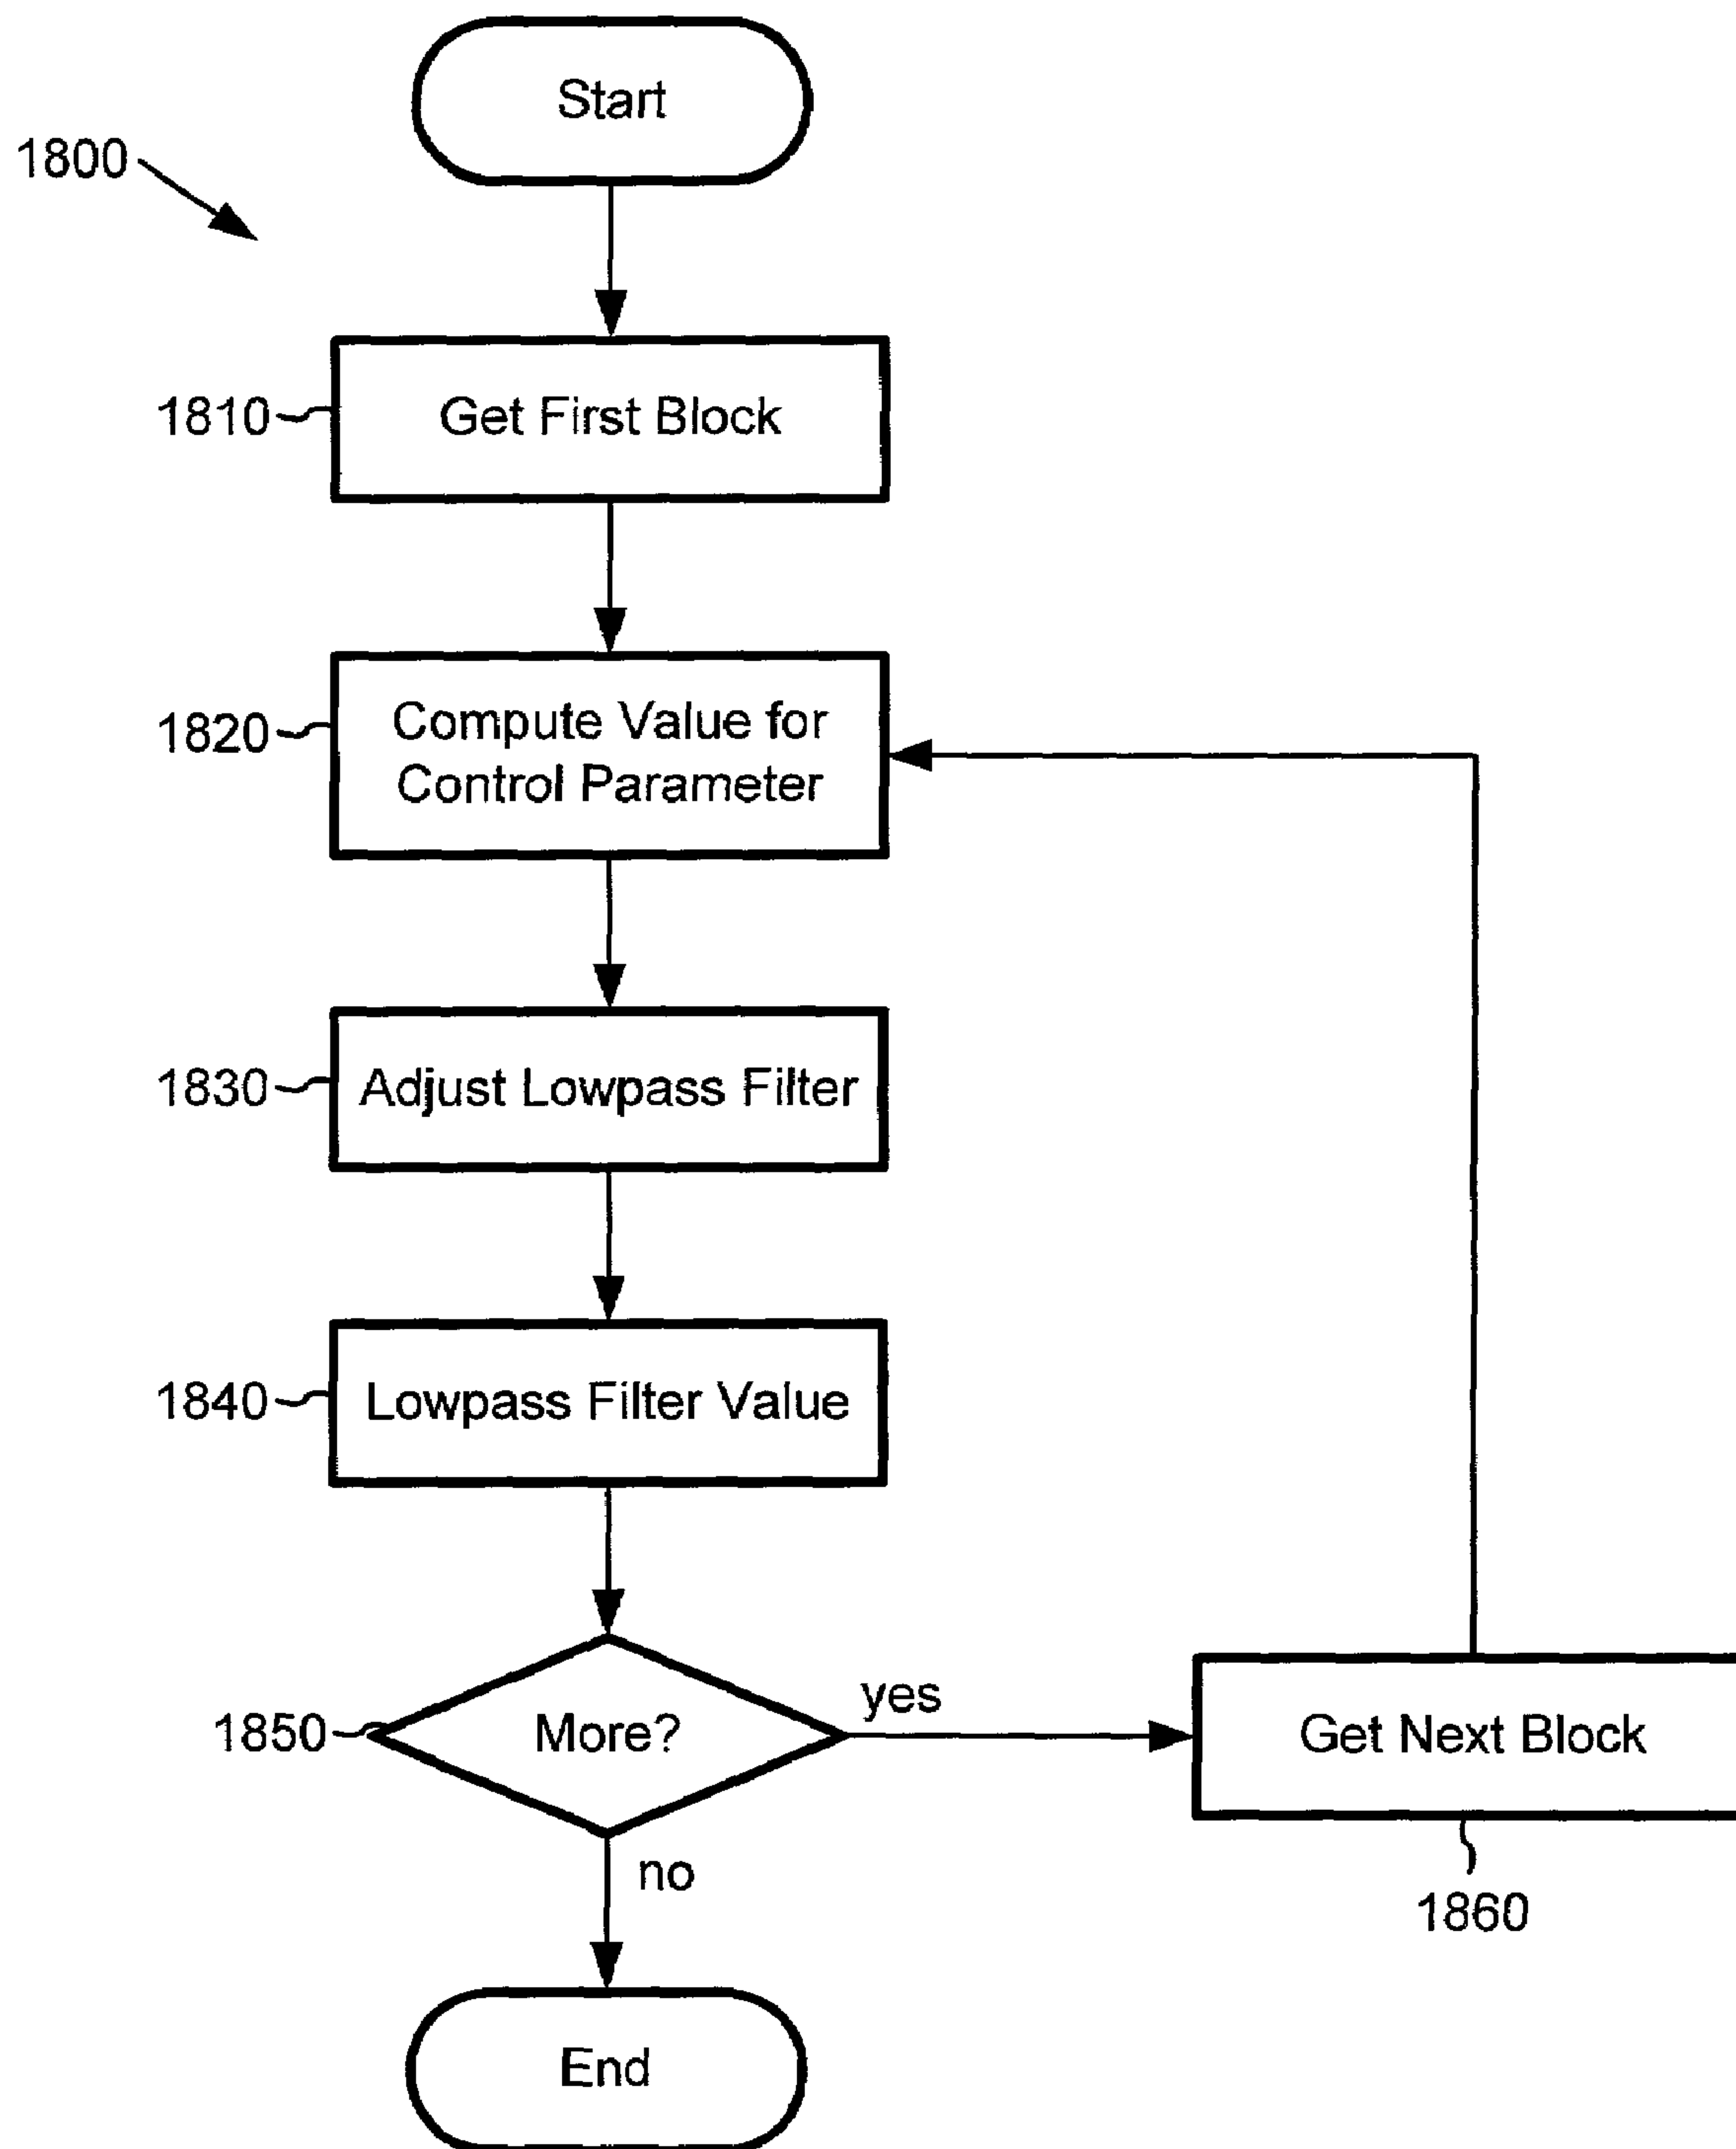 Start
1800
1810
Get First Block
1820
Compute Value for
Control Parameter
1830
Adjust Lowpass Filter
1840
Lowpass Filter Value
1850
More?
yes
Get Next Block
1860
no
End